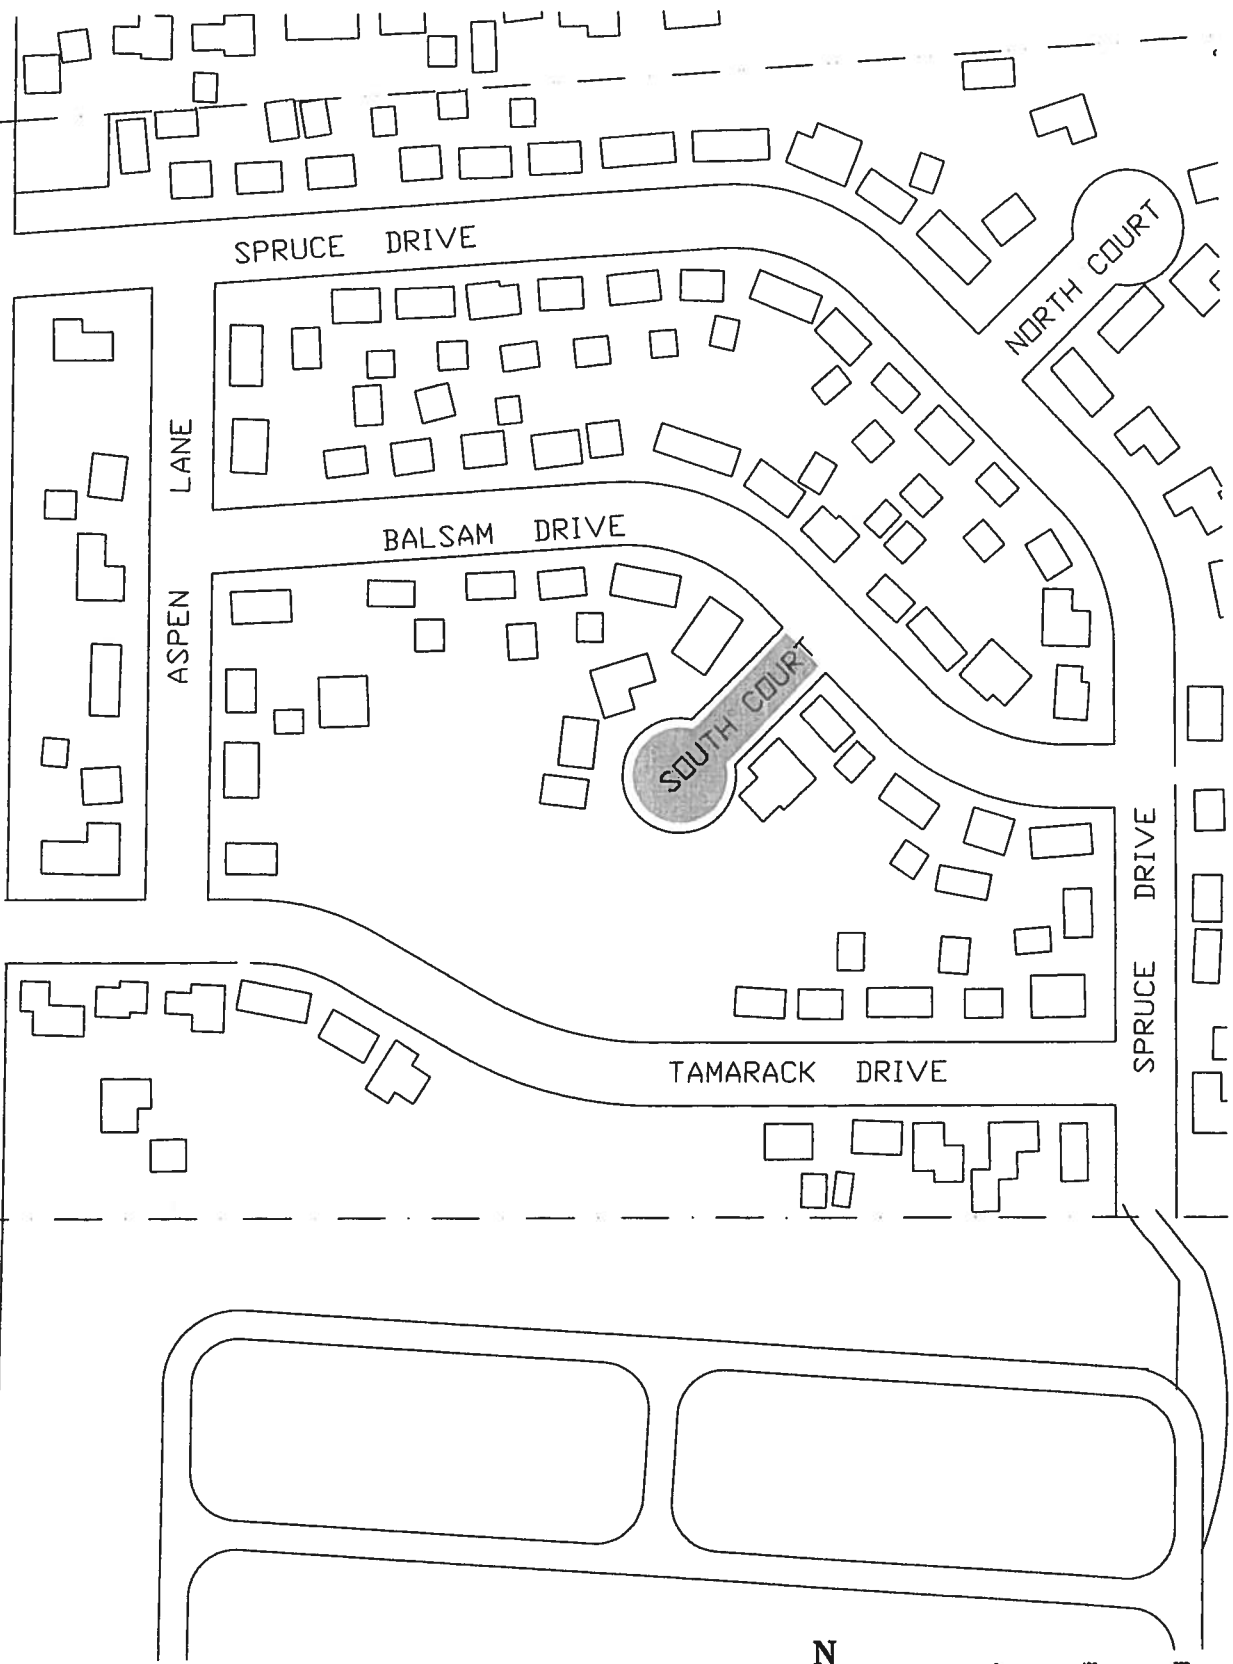 SPRUCE DRIVE
NORTH COURT
ASPEN LANE
BALSAM DRIVE
SOUTH COURT
SPRUCE DRIVE
TAMARACK DRIVE
N